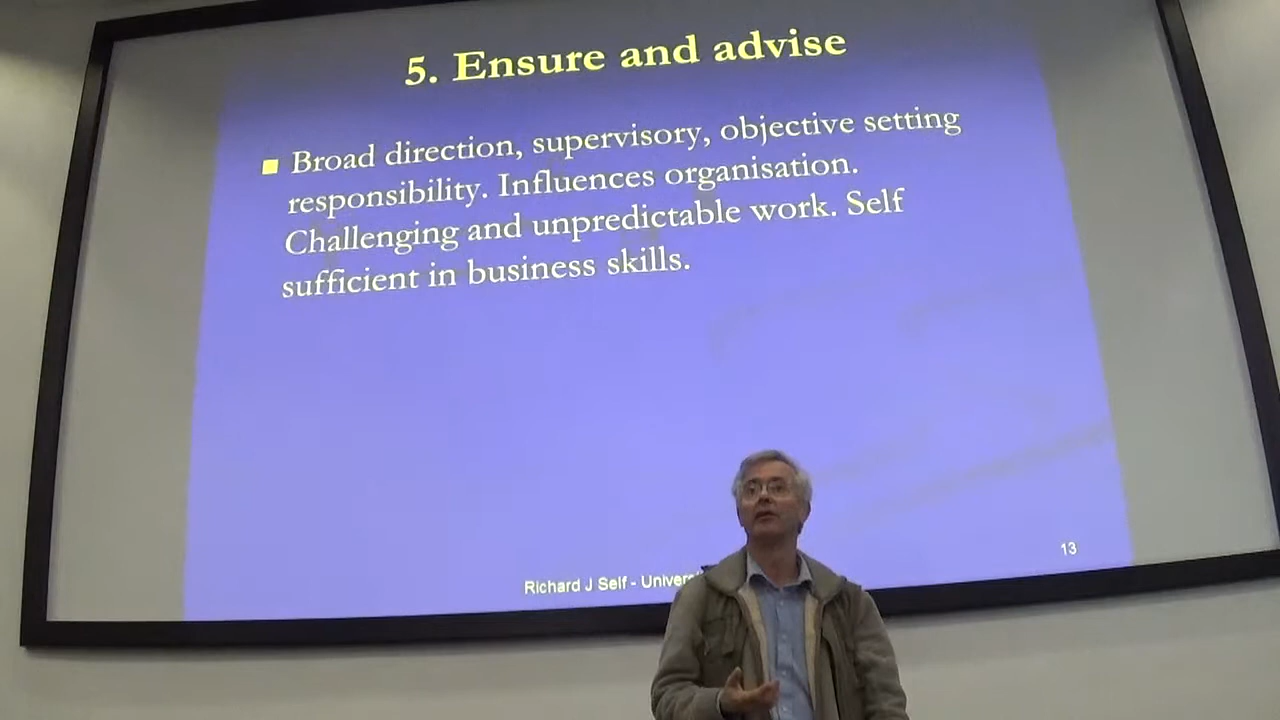 5. Ensure and advise
Broad direction, supervisory, objective setting
responsibility. Influences organisation.
Challenging and unpredictable work. Self
sufficient in business skills.
13
Richard J Self -